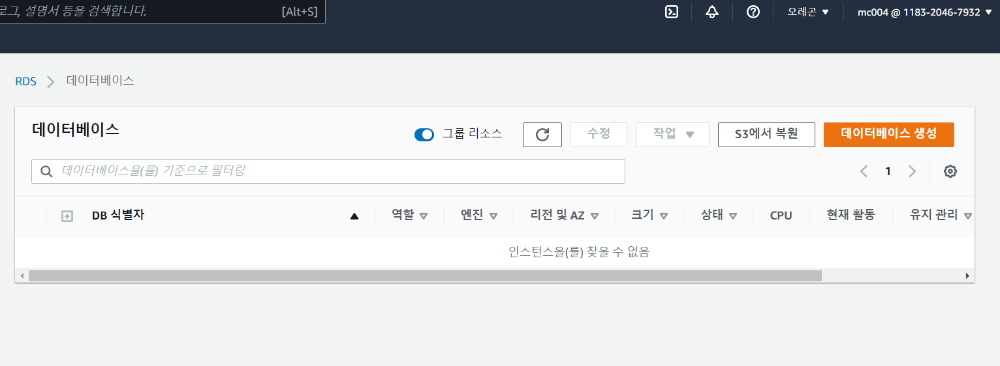 로그, 설명서 등을 검색합니다. [Alt+S] 오레곤 mc004 @ 1183-2046-7932
RDS 데이터베이스
데이터베이스 그룹 리소스 수정 작업 S3에서 복원 데이터베이스 생성
데이터베이스을(를) 기준으로 필터링 1
DB 식별자 역할 엔진 리전 및 AZ 크기 상태 CPU 현재 활동 유지 관리
인스턴스을(를) 찾을 수 없음